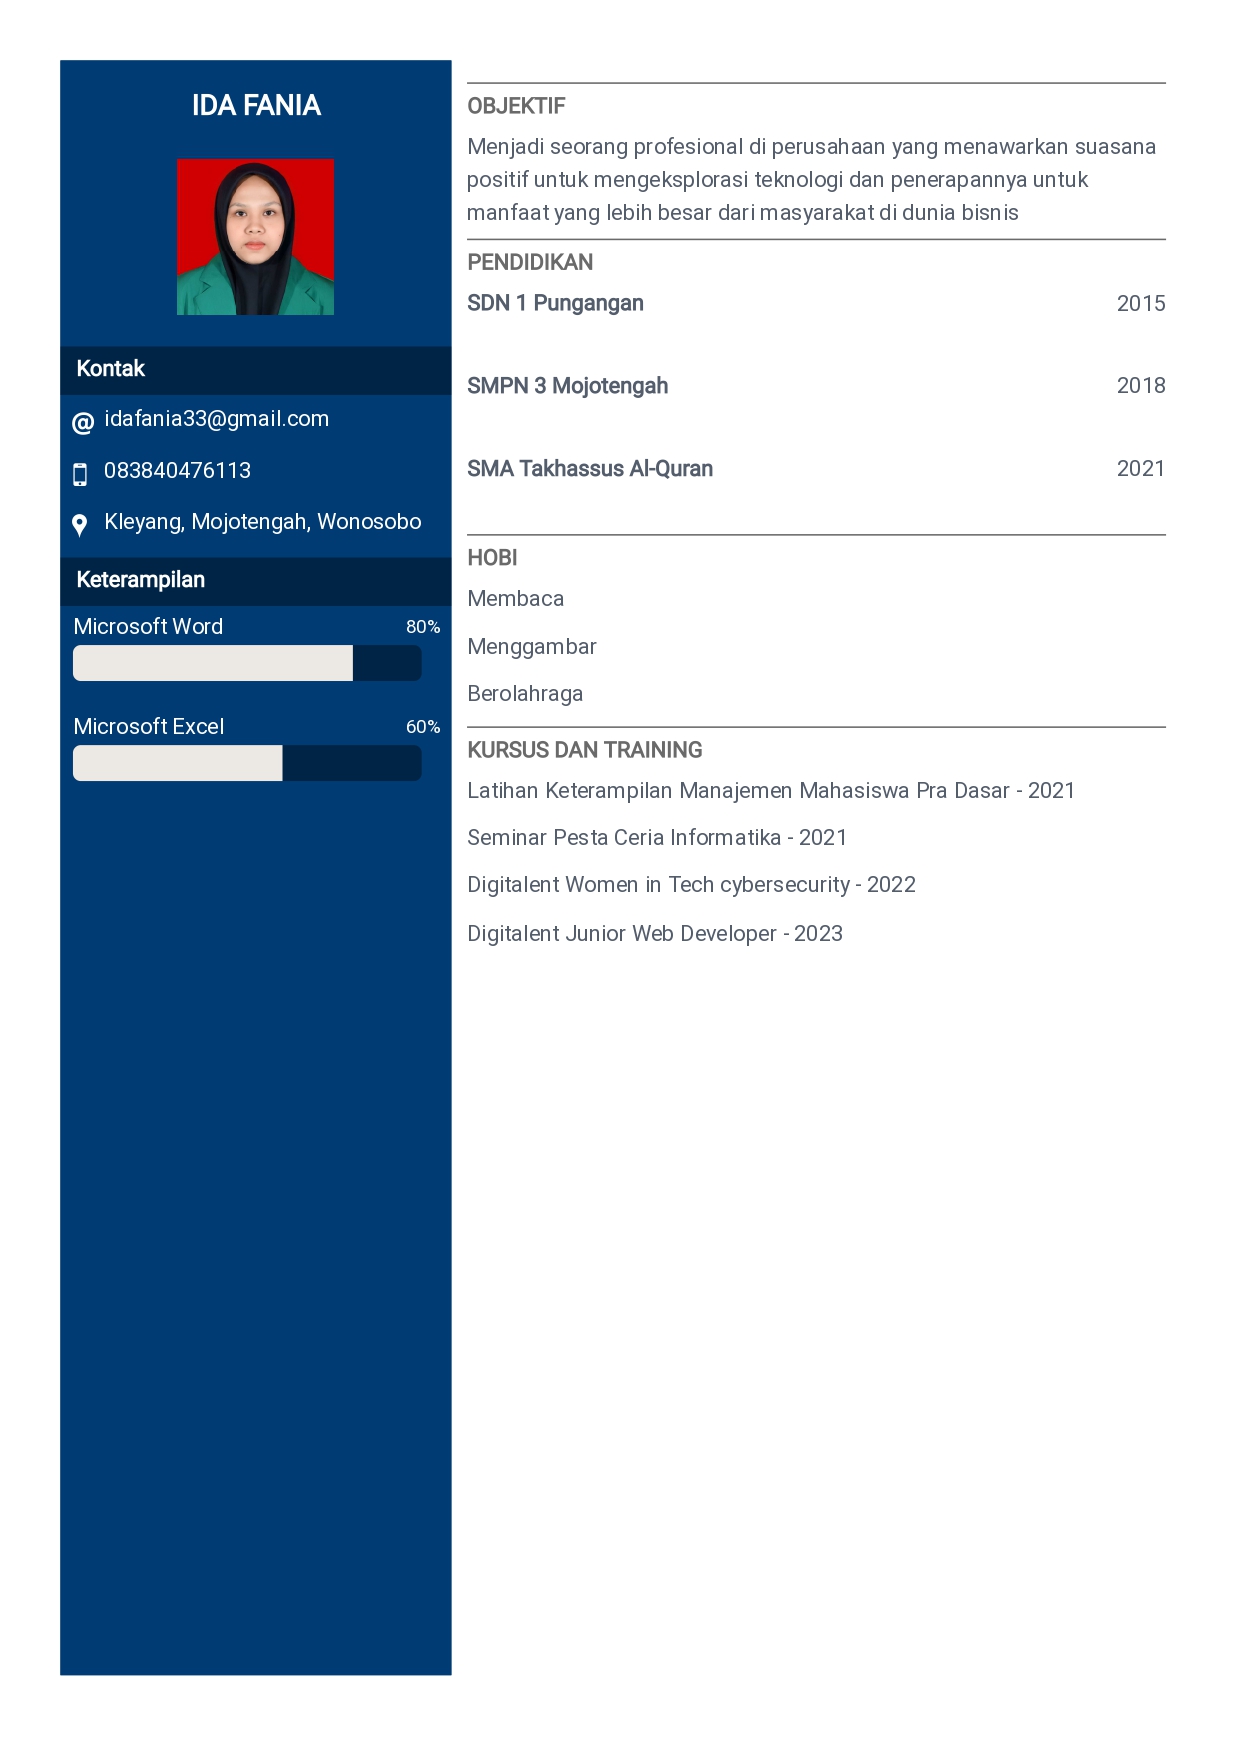 IDA FANIA
Kontak
idafania33@gmail.com
083840476113
Kleyang, Mojotengah, Wonosobo
Keterampilan
Microsoft Word 80%
Microsoft Excel 60%
OBJEKTIF
Menjadi seorang profesional di perusahaan yang menawarkan suasana
positif untuk mengeksplorasi teknologi dan penerapannya untuk
manfaat yang lebih besar dari masyarakat di dunia bisnis
PENDIDIKAN
SDN 1 Pungangan 2015
SMPN 3 Mojotengah 2018
SMA Takhassus Al-Quran 2021
HOBI
Membaca
Menggambar
Berolahraga
KURSUS DAN TRAINING
Latihan Keterampilan Manajemen Mahasiswa Pra Dasar - 2021
Seminar Pesta Ceria Informatika - 2021
Digitalent Women in Tech cybersecurity - 2022
Digitalent Junior Web Developer - 2023